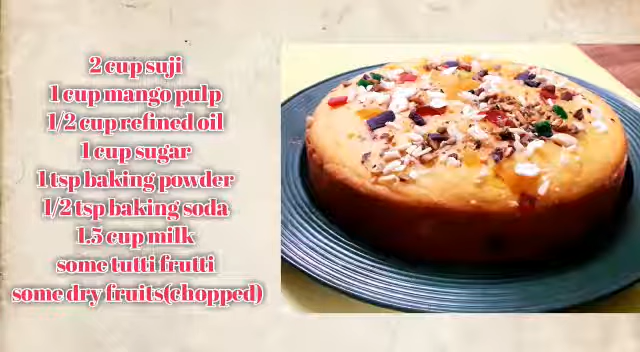 2 cup suji
1 cup mango pulp
1/2 cup refined oil
1 cup sugar
1 tsp baking powder
1/2 tsp baking soda
1.5 cup milk
some tutti frutti
some dry fruits(chopped)